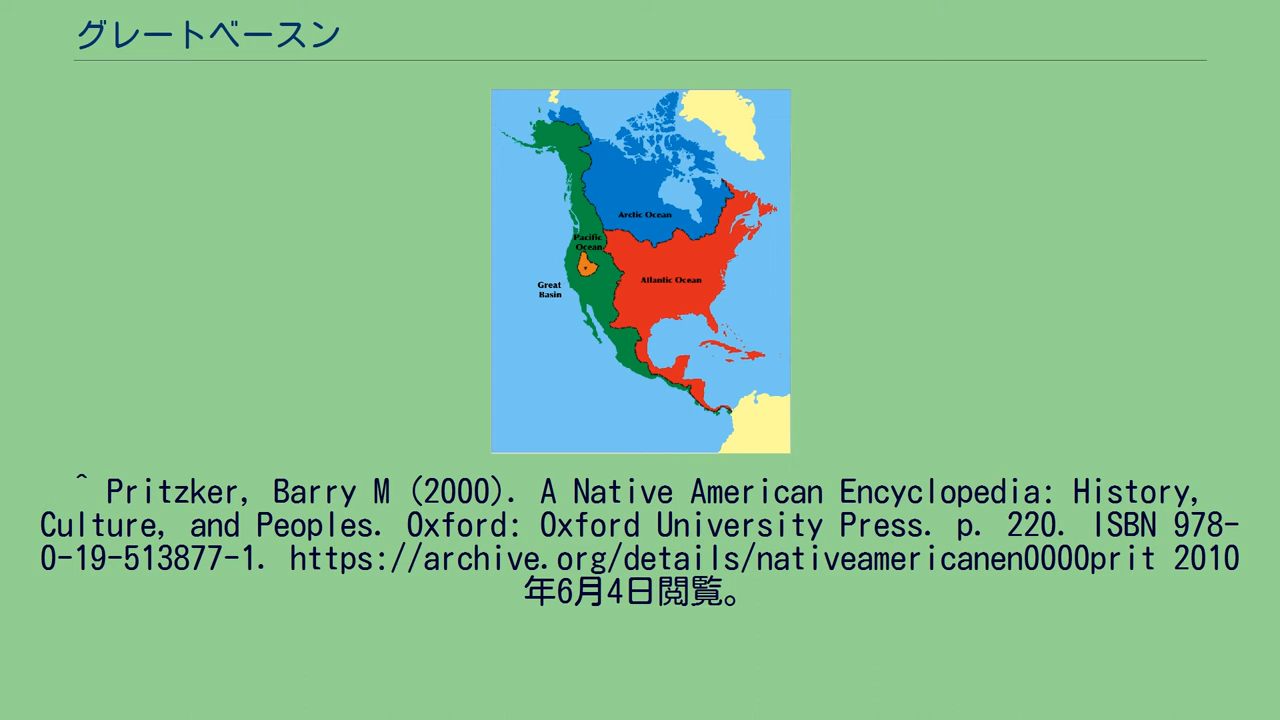 グレートベースン
Arctic Ocean
Pacific
Ocean
Atlantic Ocean
Great
Basin
^ Pritzker, Barry M (2000). A Native American Encyclopedia: History,
Culture, and Peoples. Oxford: Oxford University Press. p. 220. ISBN 978-
0-19-513877-1. https://archive.org/details/nativeamericanen0000prit 2010
年6月4日閲覧。